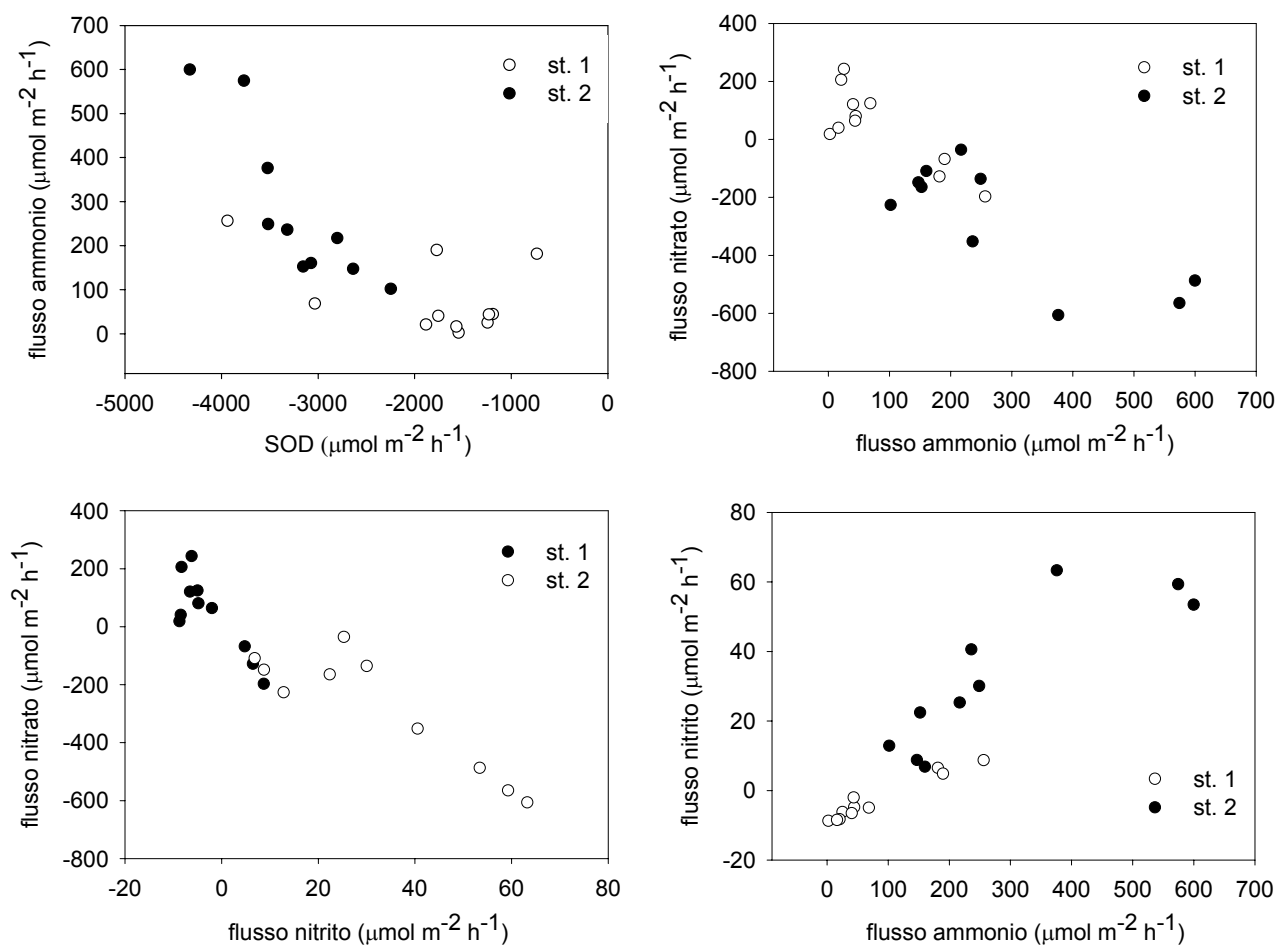 flusso ammonio (μmol m⁻² h⁻¹)
700
600
500
400
300
200
100
0
st. 1
st. 2
-5000 -4000 -3000 -2000 -1000 0
SOD (μmol m⁻² h⁻¹)
flusso nitrato (μmol m⁻² h⁻¹)
400
200
0
-200
-400
-600
-800
st. 1
st. 2
0 100 200 300 400 500 600 700
flusso ammonio (μmol m⁻² h⁻¹)
flusso nitrato (μmol m⁻² h⁻¹)
400
200
0
-200
-400
-600
-800
st. 1
st. 2
-20 0 20 40 60 80
flusso nitrito (μmol m⁻² h⁻¹)
flusso nitrito (μmol m⁻² h⁻¹)
80
60
40
20
0
-20
st. 1
st. 2
0 100 200 300 400 500 600 700
flusso ammonio (μmol m⁻² h⁻¹)